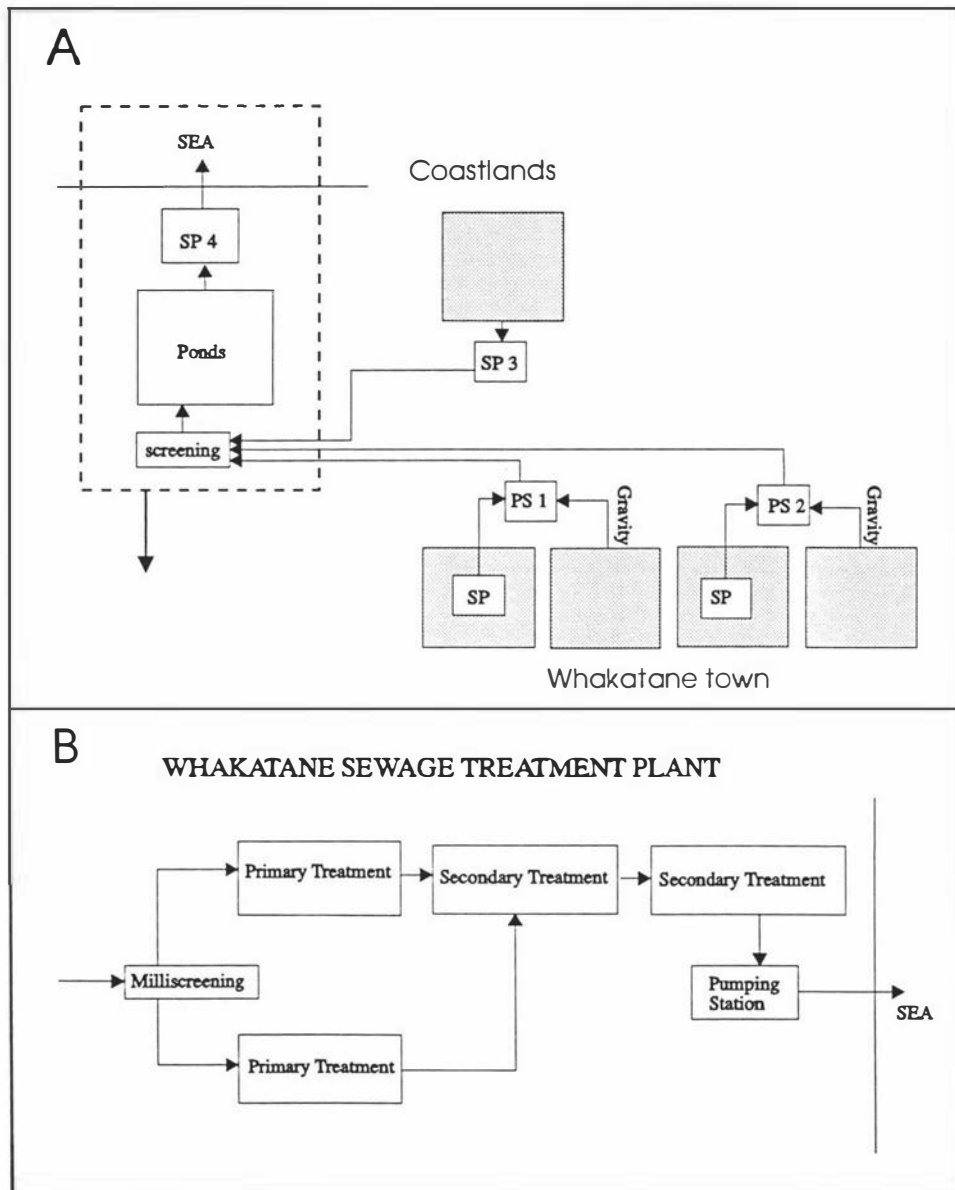 A
SEA
Coastlands
SP 4
Ponds
SP 3
screening
PS 1
Gravity
PS 2
Gravity
SP
SP
Whakatane town
B
WHAKATANE SEWAGE TREATMENT PLANT
Primary Treatment
Secondary Treatment
Secondary Treatment
Milliscreening
Pumping
Station
SEA
Primary Treatment